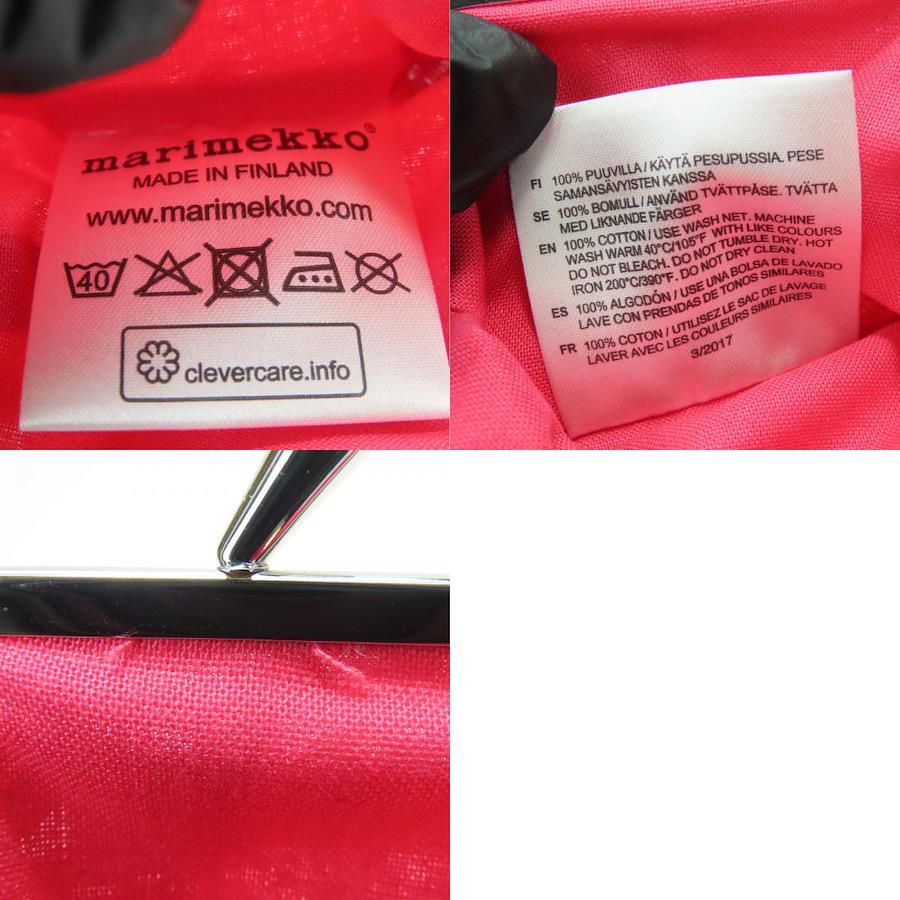 marimekko®
MADE IN FINLAND
www.marimekko.com
40
clevercare.info
FI 100% PUUVILLA / KÄYTÄ PESUPUSSIA. PESE
SAMANSÄVYISTEN KANSSA
SE 100% BOMULL / ANVÄND TVÄTTPÅSE. TVÄTTA
MED LIKNANDE FÄRGER
EN 100% COTTON / USE WASH NET. MACHINE
WASH WARM 40°C/105°F WITH LIKE COLOURS
DO NOT BLEACH. DO NOT TUMBLE DRY. HOT
IRON 200°C/390°F. DO NOT DRY CLEAN
ES 100% ALGODÓN / USE UNA BOLSA DE LAVADO
LAVE CON PRENDAS DE TONOS SIMILARES
FR 100% COTON / UTILISEZ LE SAC DE LAVAGE
LAVER AVEC LES COULEURS SIMILAIRES
3/2017